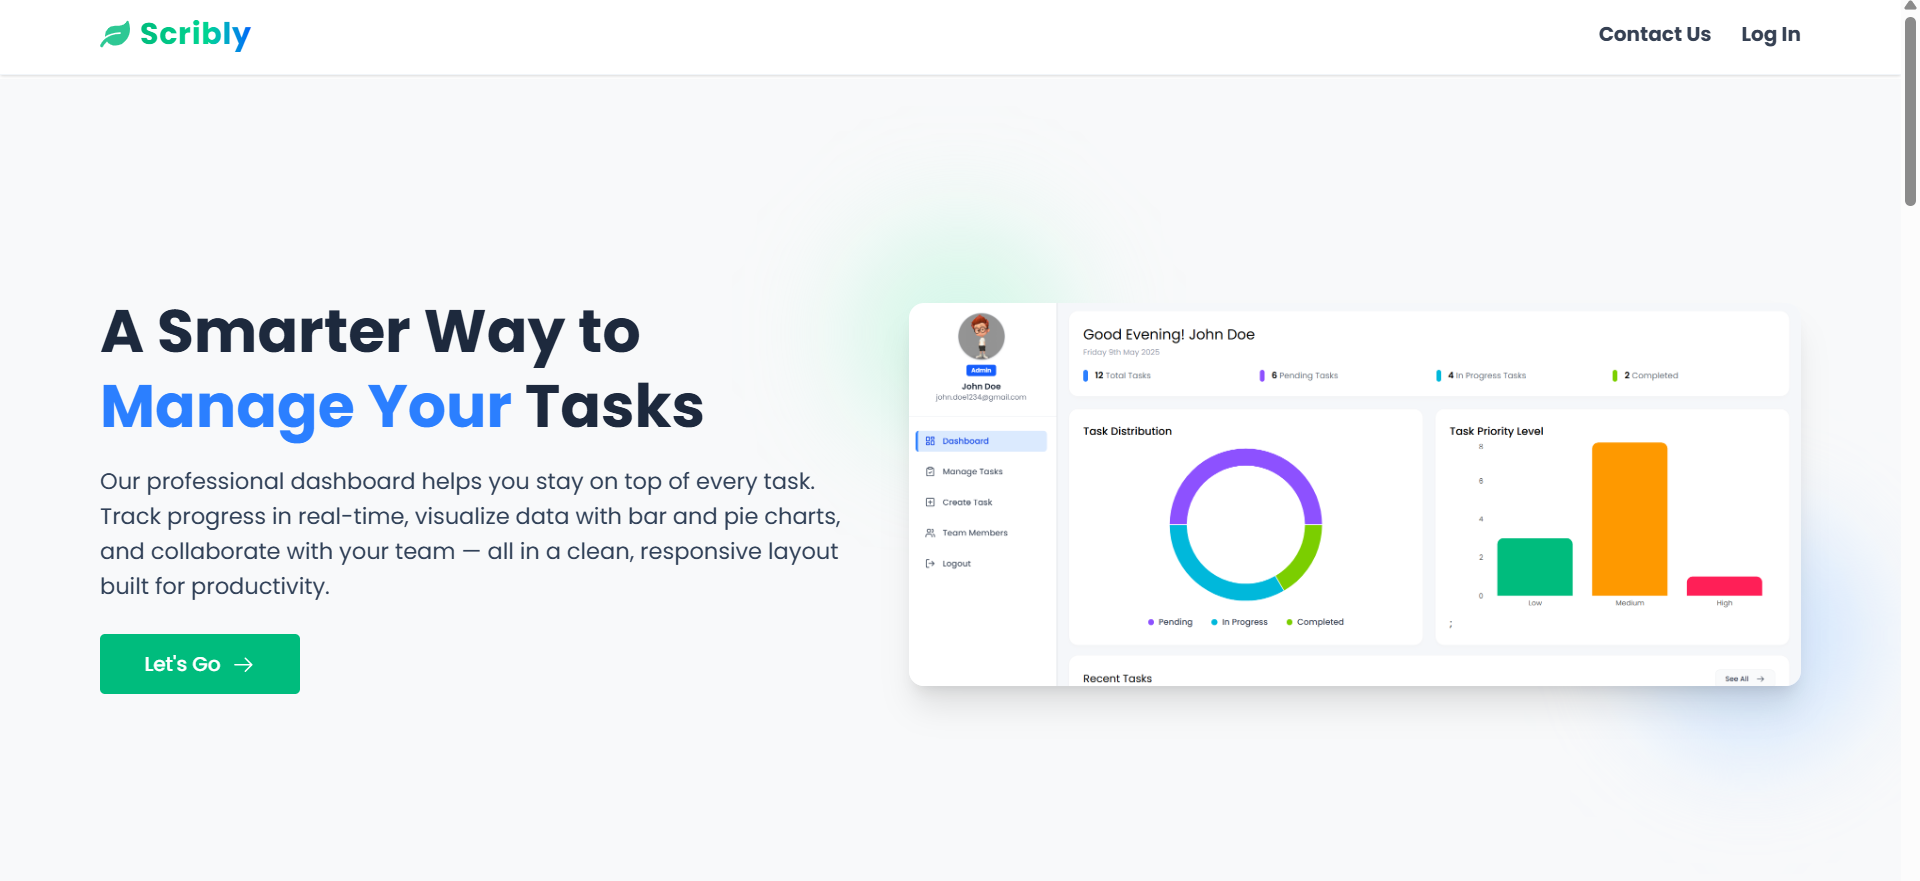 Scribly
Contact Us
Log In
A Smarter Way to
Manage Your Tasks
Our professional dashboard helps you stay on top of every task.
Track progress in real-time, visualize data with bar and pie charts,
and collaborate with your team — all in a clean, responsive layout
built for productivity.
Let's Go
Admin
John Doe
john.doe1234@gmail.com
Dashboard
Manage Tasks
Create Task
Team Members
Logout
Good Evening! John Doe
Friday 9th May 2025
12 Total Tasks
6 Pending Tasks
4 In Progress Tasks
2 Completed
Task Distribution
Pending
In Progress
Completed
Task Priority Level
8
6
4
2
0
Low
Medium
High
;
Recent Tasks
See All